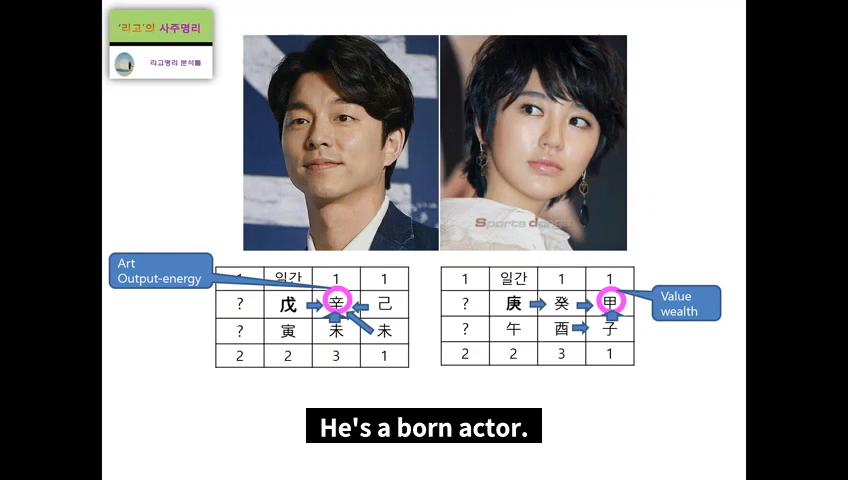 '리고'의 사주명리
리고명리 분석틀
Sports
Art
Output-energy
1 일간 1 1
? 戊 辛 己
? 寅 未 未
2 2 3 1
1 일간 1 1
? 庚 癸 甲
? 午 酉 子
2 2 3 1
Value
wealth
He's a born actor.